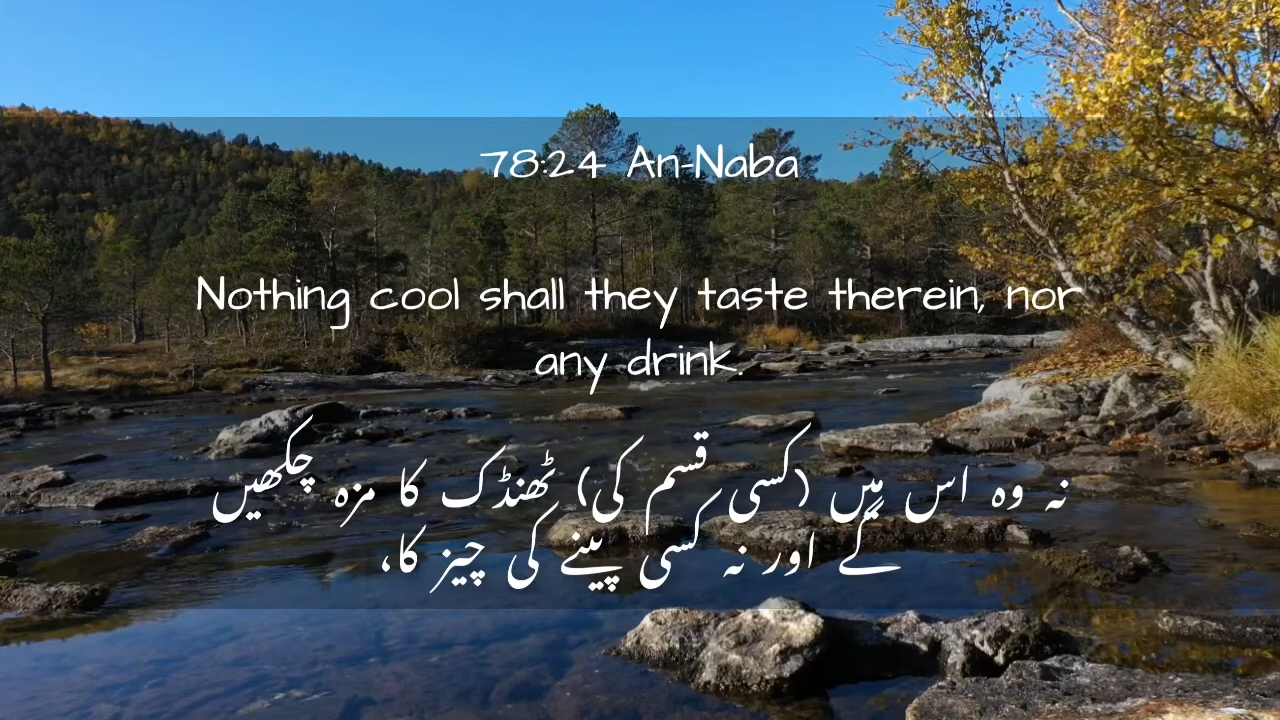 78:24 An-Naba
Nothing cool shall they taste therein, nor
any drink.
نہ وہ اس میں (کسی قسم کی) ٹھنڈک کا مزہ چکھیں
گے اور نہ کسی پینے کی چیز کا،